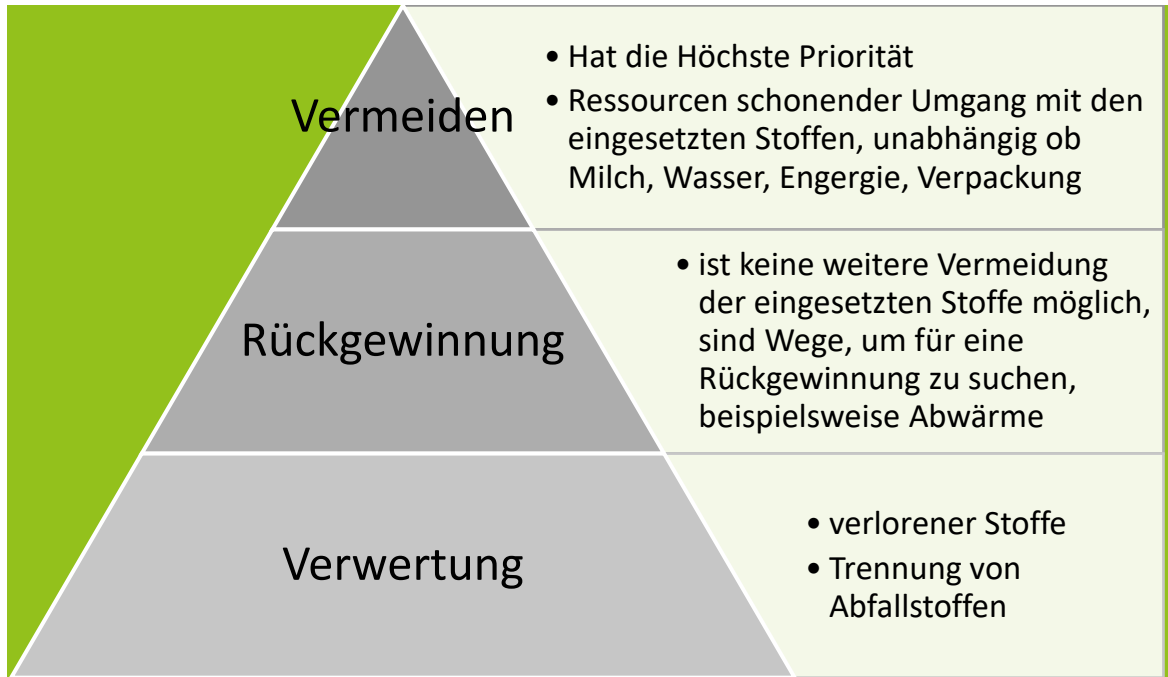 Vermeiden
• Hat die Höchste Priorität
• Ressourcen schonender Umgang mit den
eingesetzten Stoffen, unabhängig ob
Milch, Wasser, Engergie, Verpackung
Rückgewinnung
• ist keine weitere Vermeidung
der eingesetzten Stoffe möglich,
sind Wege, um für eine
Rückgewinnung zu suchen,
beispielsweise Abwärme
Verwertung
• verlorener Stoffe
• Trennung von
Abfallstoffen